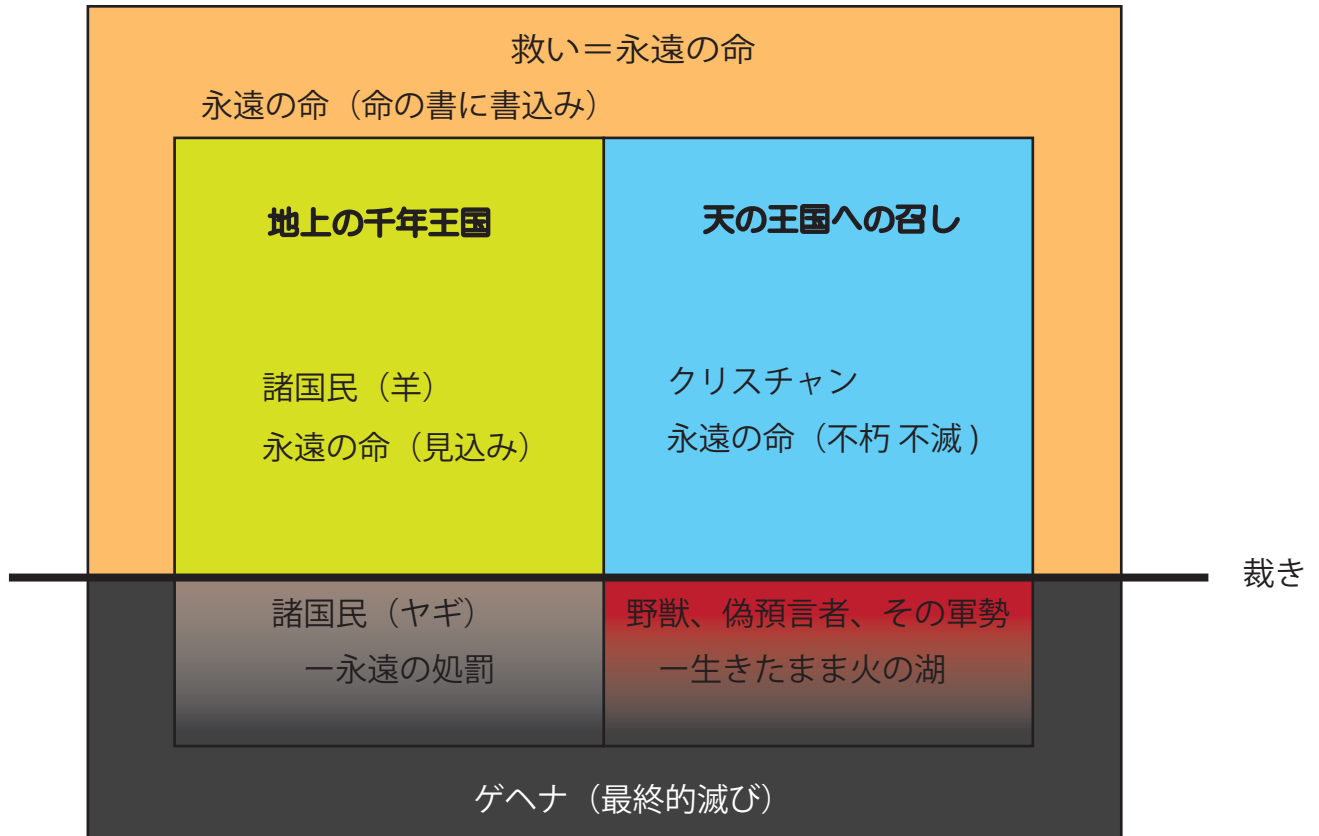 救い＝永遠の命
永遠の命（命の書に書込み）
地上の千年王国
天の王国への召し
諸国民（羊）
永遠の命（見込み）
クリスチャン
永遠の命（不朽 不滅 )
裁き
諸国民（ヤギ）
ー永遠の処罰
野獣、偽預言者、その軍勢
ー生きたまま火の湖
ゲヘナ（最終的滅び）